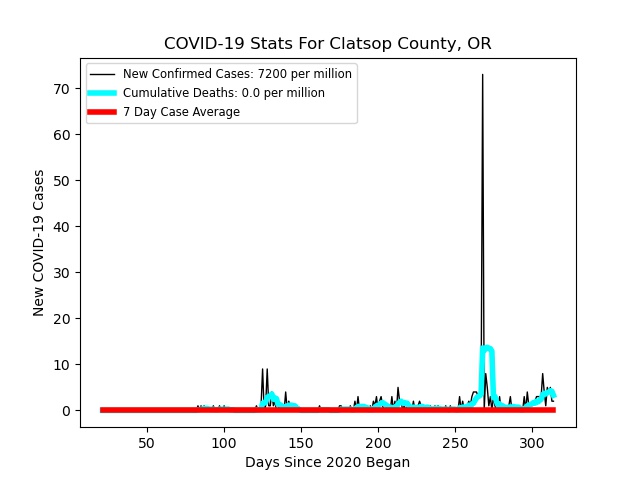 COVID-19 Stats For Clatsop County, OR
New Confirmed Cases: 7200 per million
Cumulative Deaths: 0.0 per million
7 Day Case Average
New COVID-19 Cases
70
60
50
40
30
20
10
0
50 100 150 200 250 300
Days Since 2020 Began